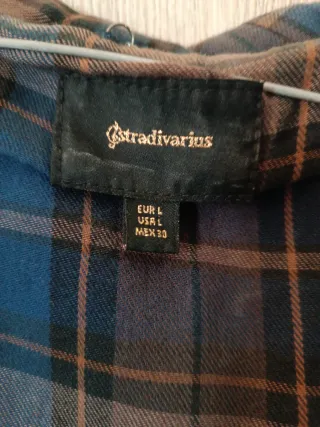 stradivarius
EUR L
USA L
MEX 30